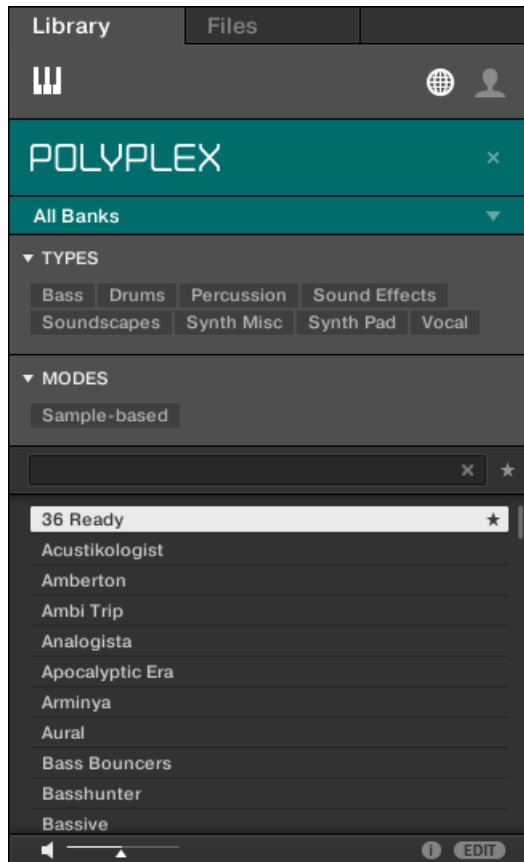 Library Files
POLYPLEX
All Banks
TYPES
Bass Drums Percussion Sound Effects
Soundscapes Synth Misc Synth Pad Vocal
MODES
Sample-based
36 Ready
Acustikologist
Amberton
Ambi Trip
Analogista
Apocalyptic Era
Arminya
Aural
Bass Bouncers
Basshunter
Bassive
i EDIT